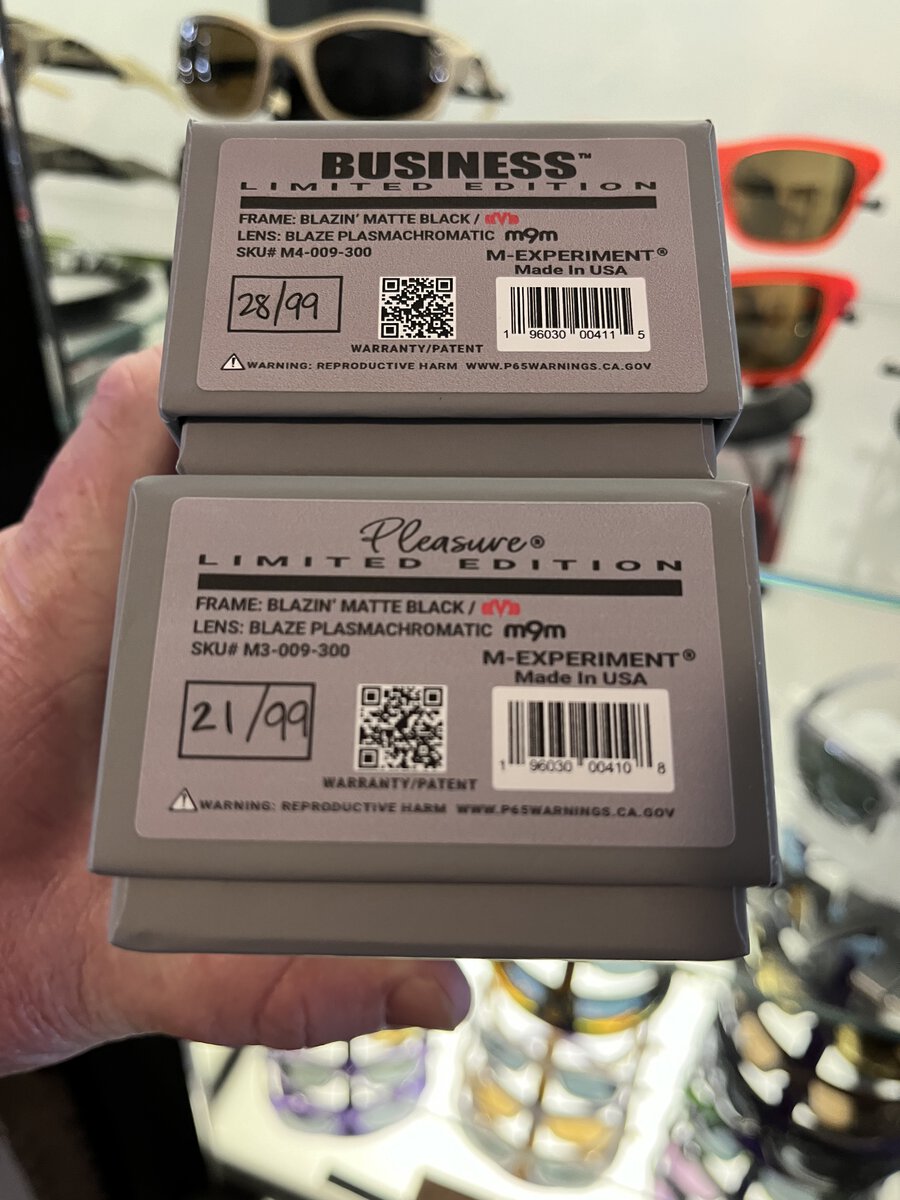 BUSINESS™
LIMITED EDITION
FRAME: BLAZIN' MATTE BLACK /
LENS: BLAZE PLASMACHROMATIC m9m
SKU# M4-009-300
M-EXPERIMENT®
Made In USA
28/99
1 96030 00411 5
WARRANTY/PATENT
WARNING: REPRODUCTIVE HARM WWW.P65WARNINGS.CA.GOV
Pleasure®
LIMITED EDITION
FRAME: BLAZIN' MATTE BLACK /
LENS: BLAZE PLASMACHROMATIC m9m
SKU# M3-009-300
M-EXPERIMENT®
Made In USA
21/99
1 96030 00410 8
WARRANTY/PATENT
WARNING: REPRODUCTIVE HARM WWW.P65WARNINGS.CA.GOV